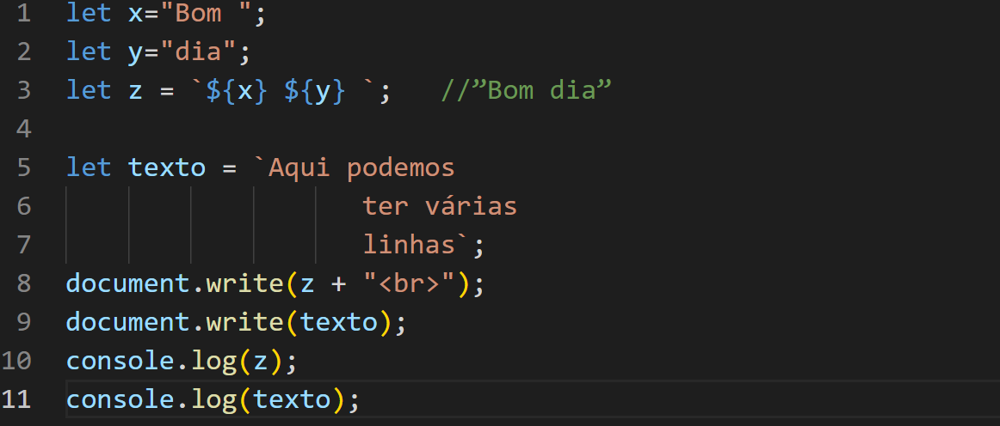 1 let x="Bom ";
2 let y="dia";
3 let z = `${x} ${y} `;   //”Bom dia”
4
5 let texto = `Aqui podemos
6                    ter várias
7                    linhas`;
8 document.write(z + "<br>");
9 document.write(texto);
10 console.log(z);
11 console.log(texto);